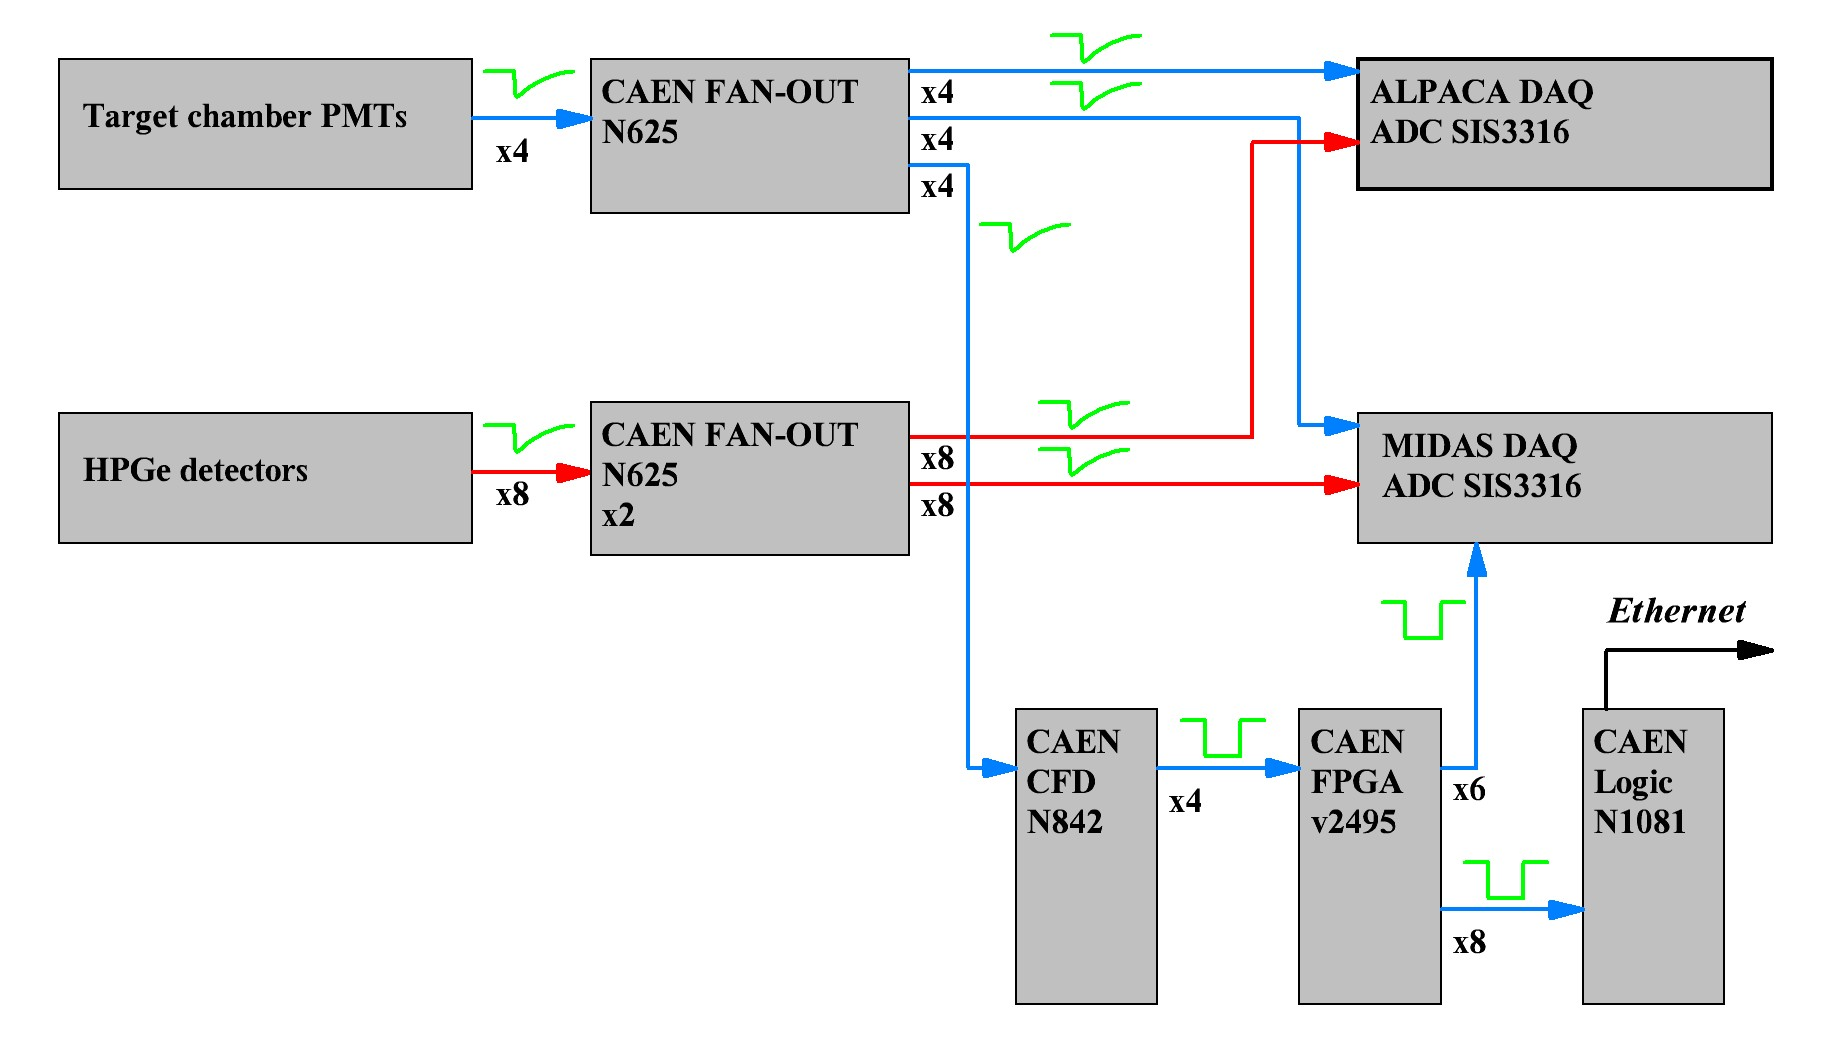 Target chamber PMTs
x4
CAEN FAN-OUT
N625
x4
x4
x4
ALPACA DAQ
ADC SIS3316
HPGe detectors
x8
CAEN FAN-OUT
N625
x2
x8
x8
MIDAS DAQ
ADC SIS3316
Ethernet
CAEN
CFD
N842
x4
CAEN
FPGA
v2495
x6
x8
CAEN
Logic
N1081